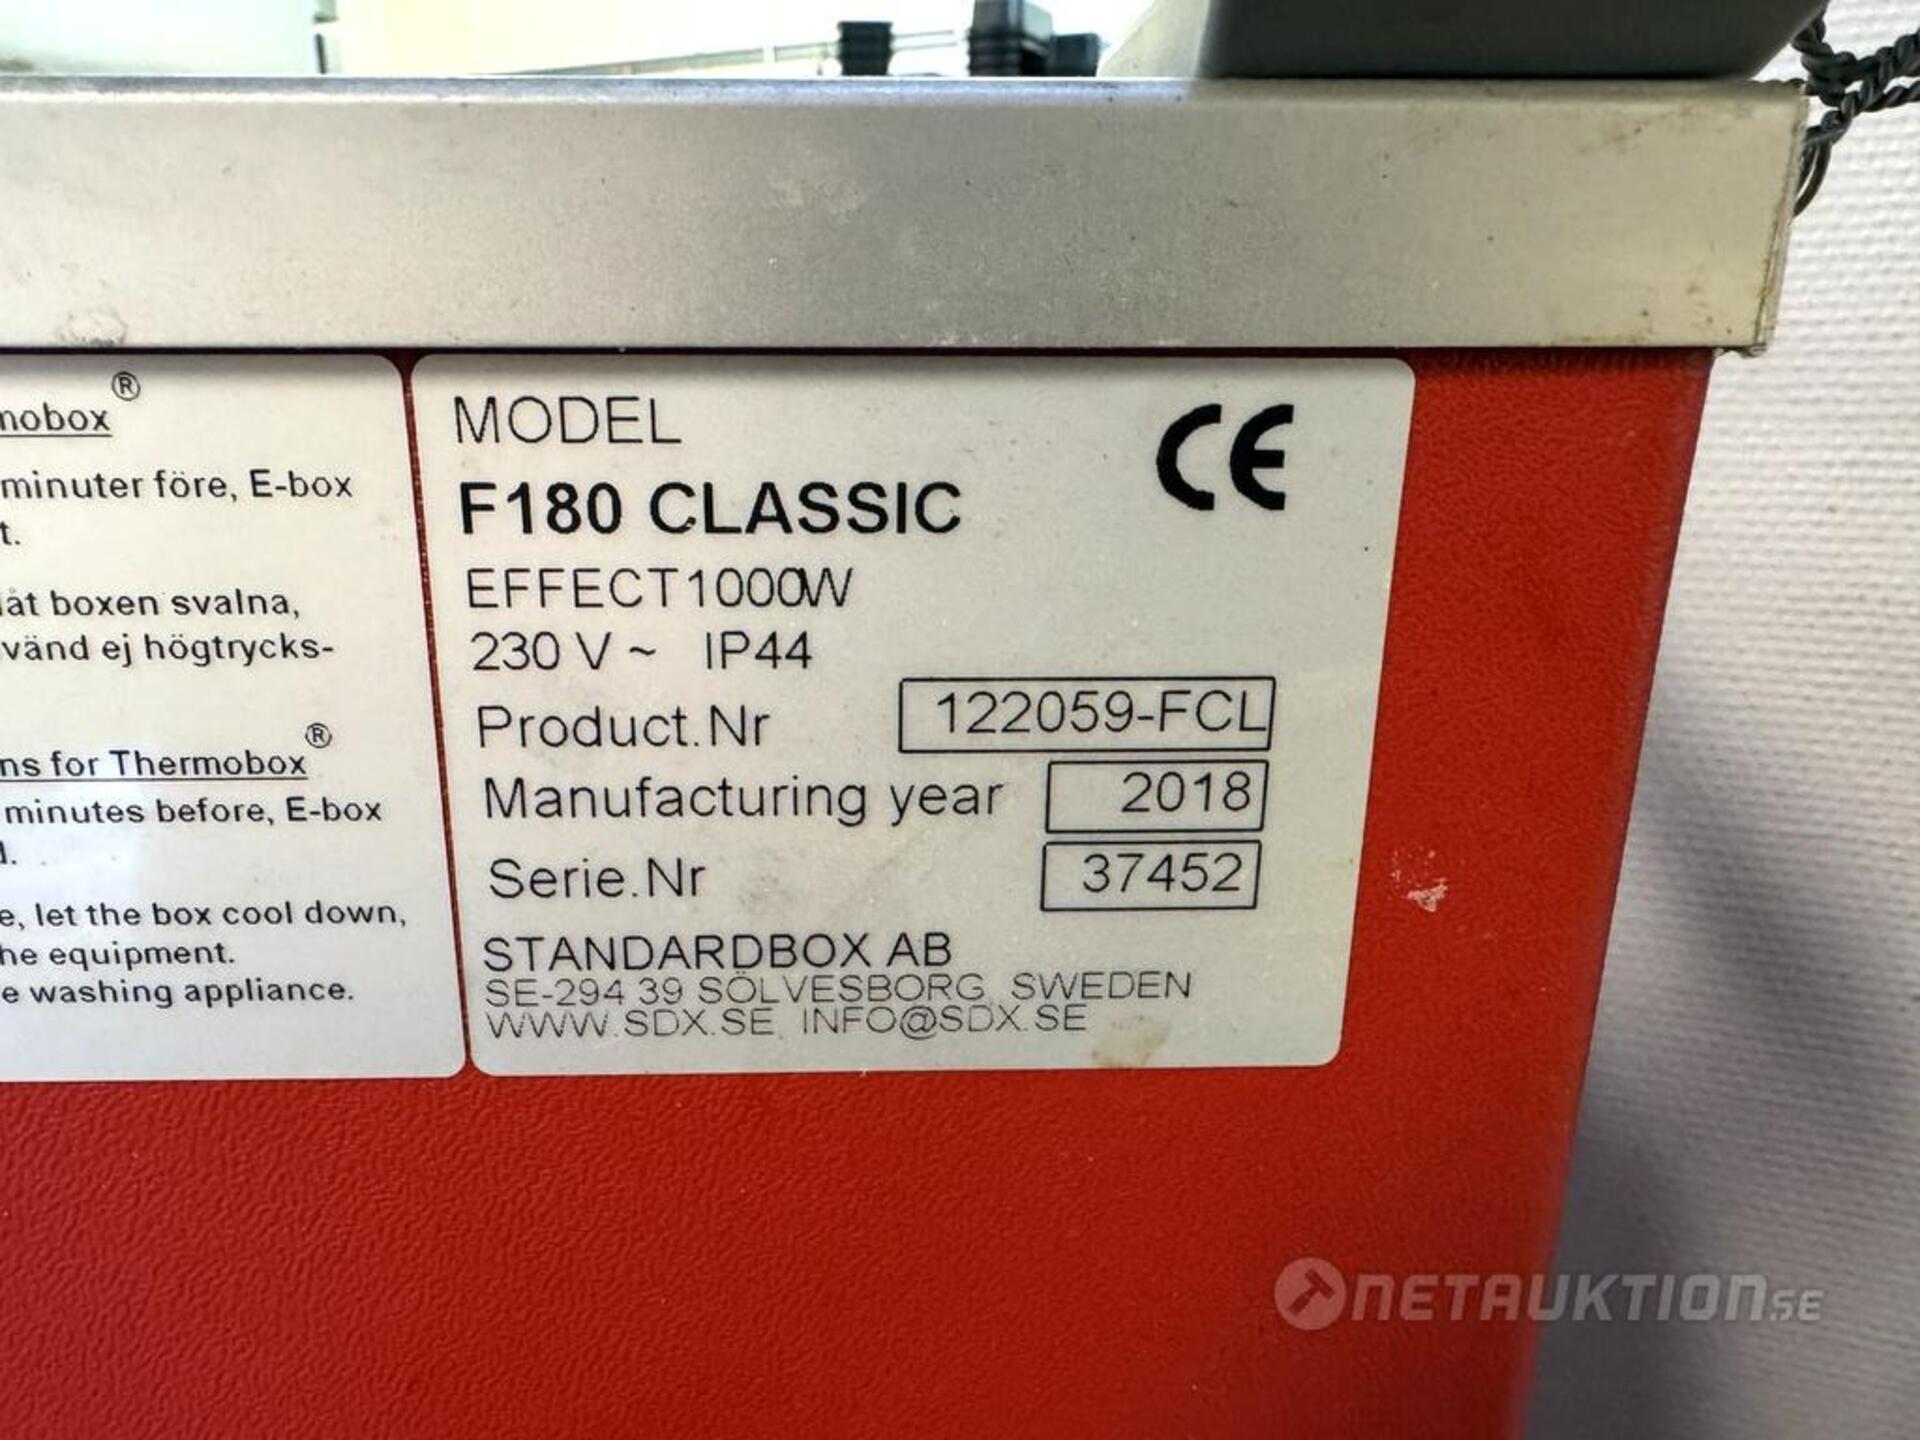 mobox®
minuter före, E-box
t.
låt boxen svalna,
vänd ej högtrycks-
ns for Thermobox®
minutes before, E-box
e, let the box cool down,
he equipment.
e washing appliance.
MODEL
CE
F180 CLASSIC
EFFECT1000W
230 V ~ IP44
Product.Nr 122059-FCL
Manufacturing year 2018
Serie.Nr 37452
STANDARDBOX AB
SE-294 39 SÖLVESBORG, SWEDEN
WWW.SDX.SE, INFO@SDX.SE
NETAUKTION.SE